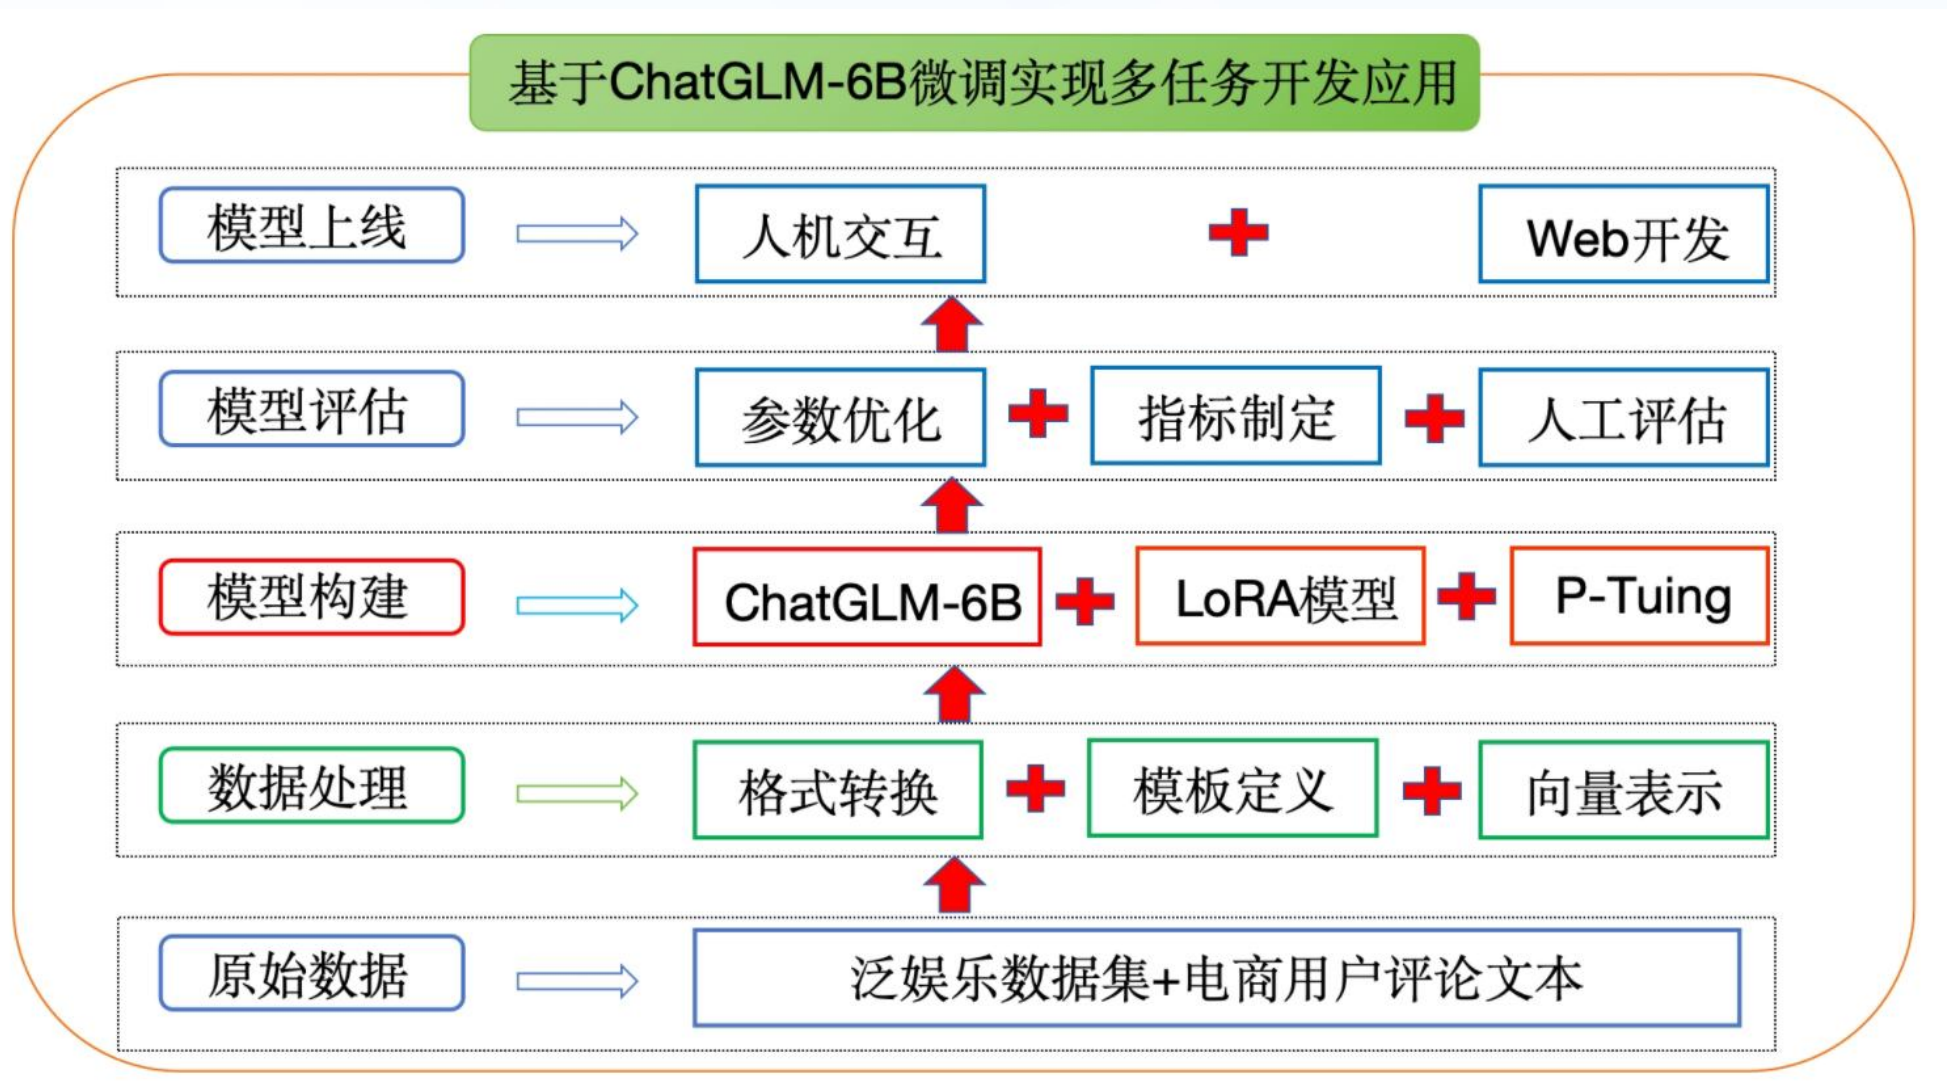 基于ChatGLM-6B微调实现多任务开发应用
模型上线
人机交互
Web开发
模型评估
参数优化
指标制定
人工评估
模型构建
ChatGLM-6B
LoRA模型
P-Tuing
数据处理
格式转换
模板定义
向量表示
原始数据
泛娱乐数据集+电商用户评论文本